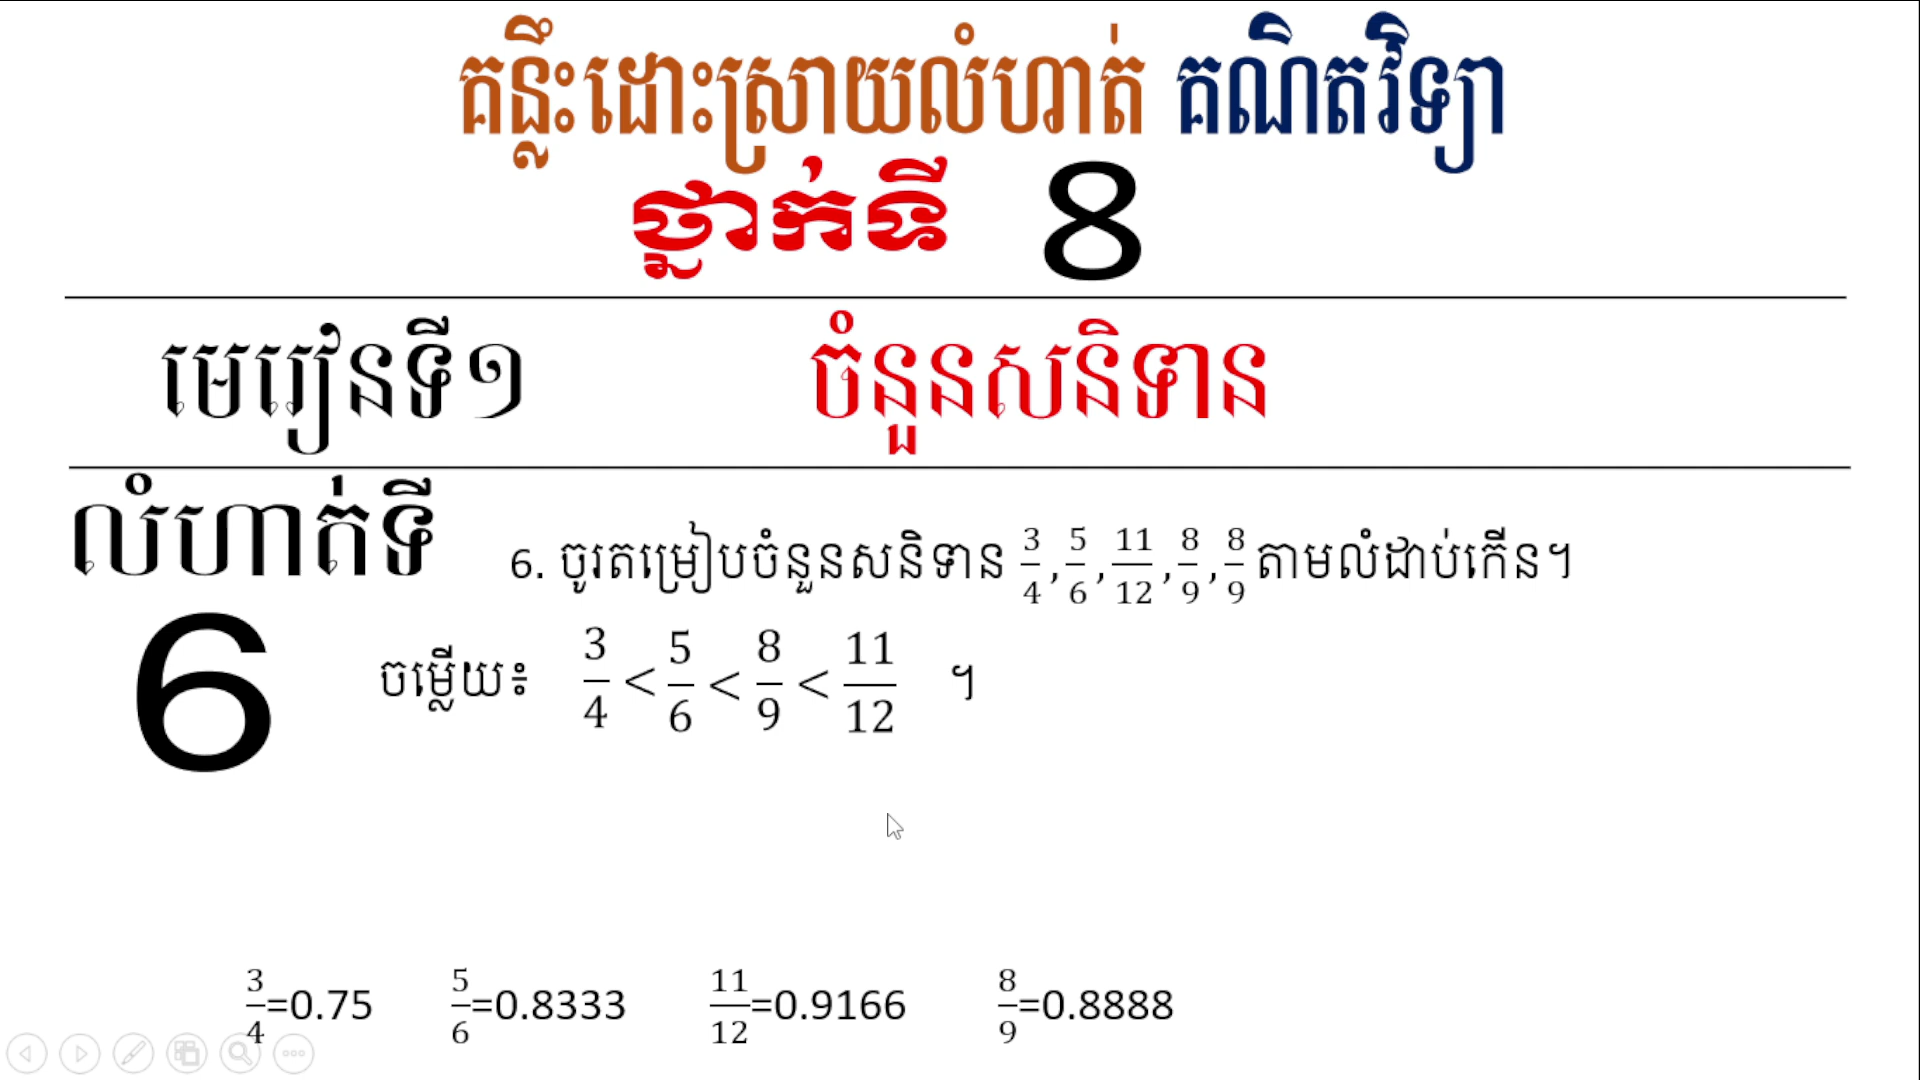 គន្លឹះដោះស្រាយលំហាត់ គណិតវិទ្យា
ថ្នាក់ទី 8
មេរៀនទី១ ចំនួនសនិទាន
លំហាត់ទី 6
6. ចូរតម្រៀបចំនួនសនិទាន 3/4, 5/6, 11/12, 8/9, 8/9 តាមលំដាប់កើន។
ចម្លើយ៖ 3/4 < 5/6 < 8/9 < 11/12 ។
3/4=0.75 5/6=0.8333 11/12=0.9166 8/9=0.8888